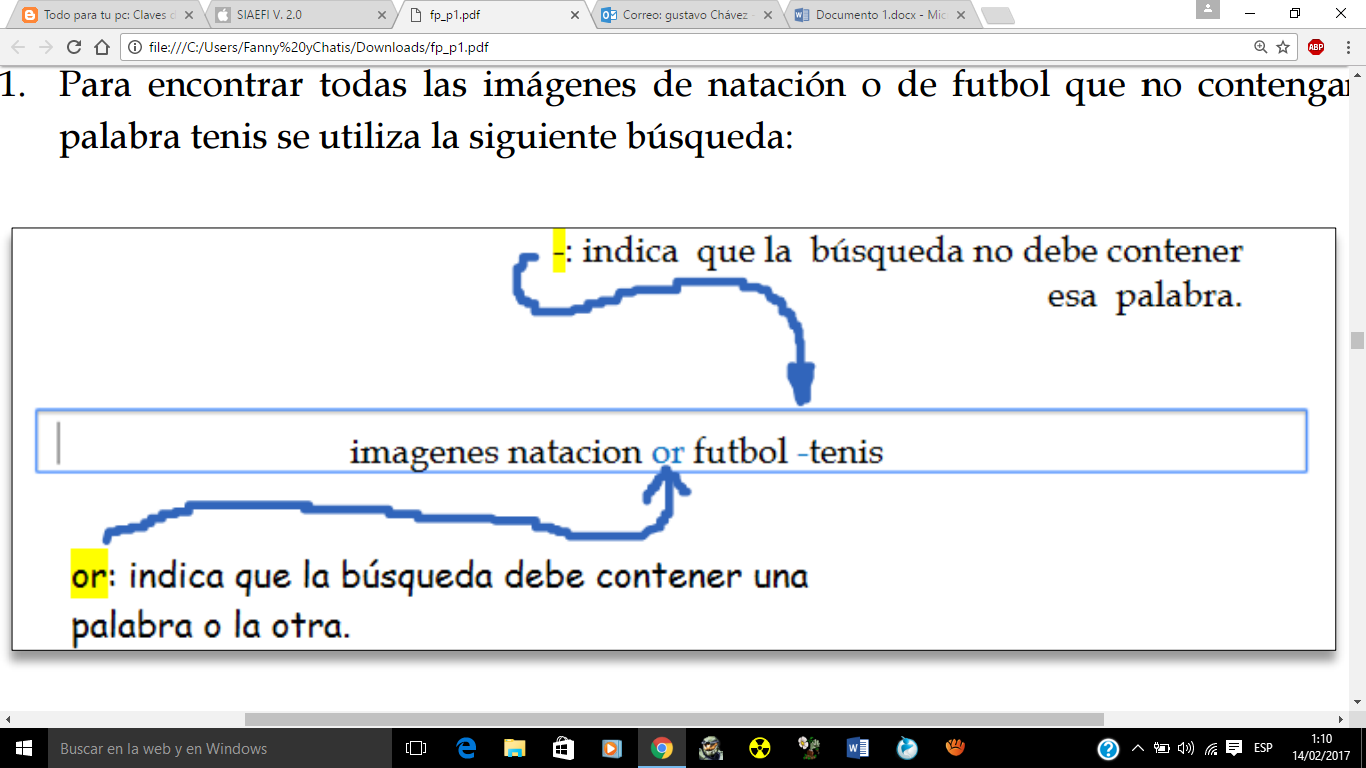 Todo para tu pc: Claves d
SIAEFI V. 2.0
fp_p1.pdf
Correo: gustavo Chávez -
Documento 1.docx - Mic
file:///C:/Users/Fanny%20yChatis/Downloads/fp_p1.pdf
ABP
1. Para encontrar todas las imágenes de natación o de futbol que no contengan
palabra tenis se utiliza la siguiente búsqueda:
-: indica que la búsqueda no debe contener
esa palabra.
imagenes natacion or futbol -tenis
or: indica que la búsqueda debe contener una
palabra o la otra.
Buscar en la web y en Windows
ESP
1:10
14/02/2017